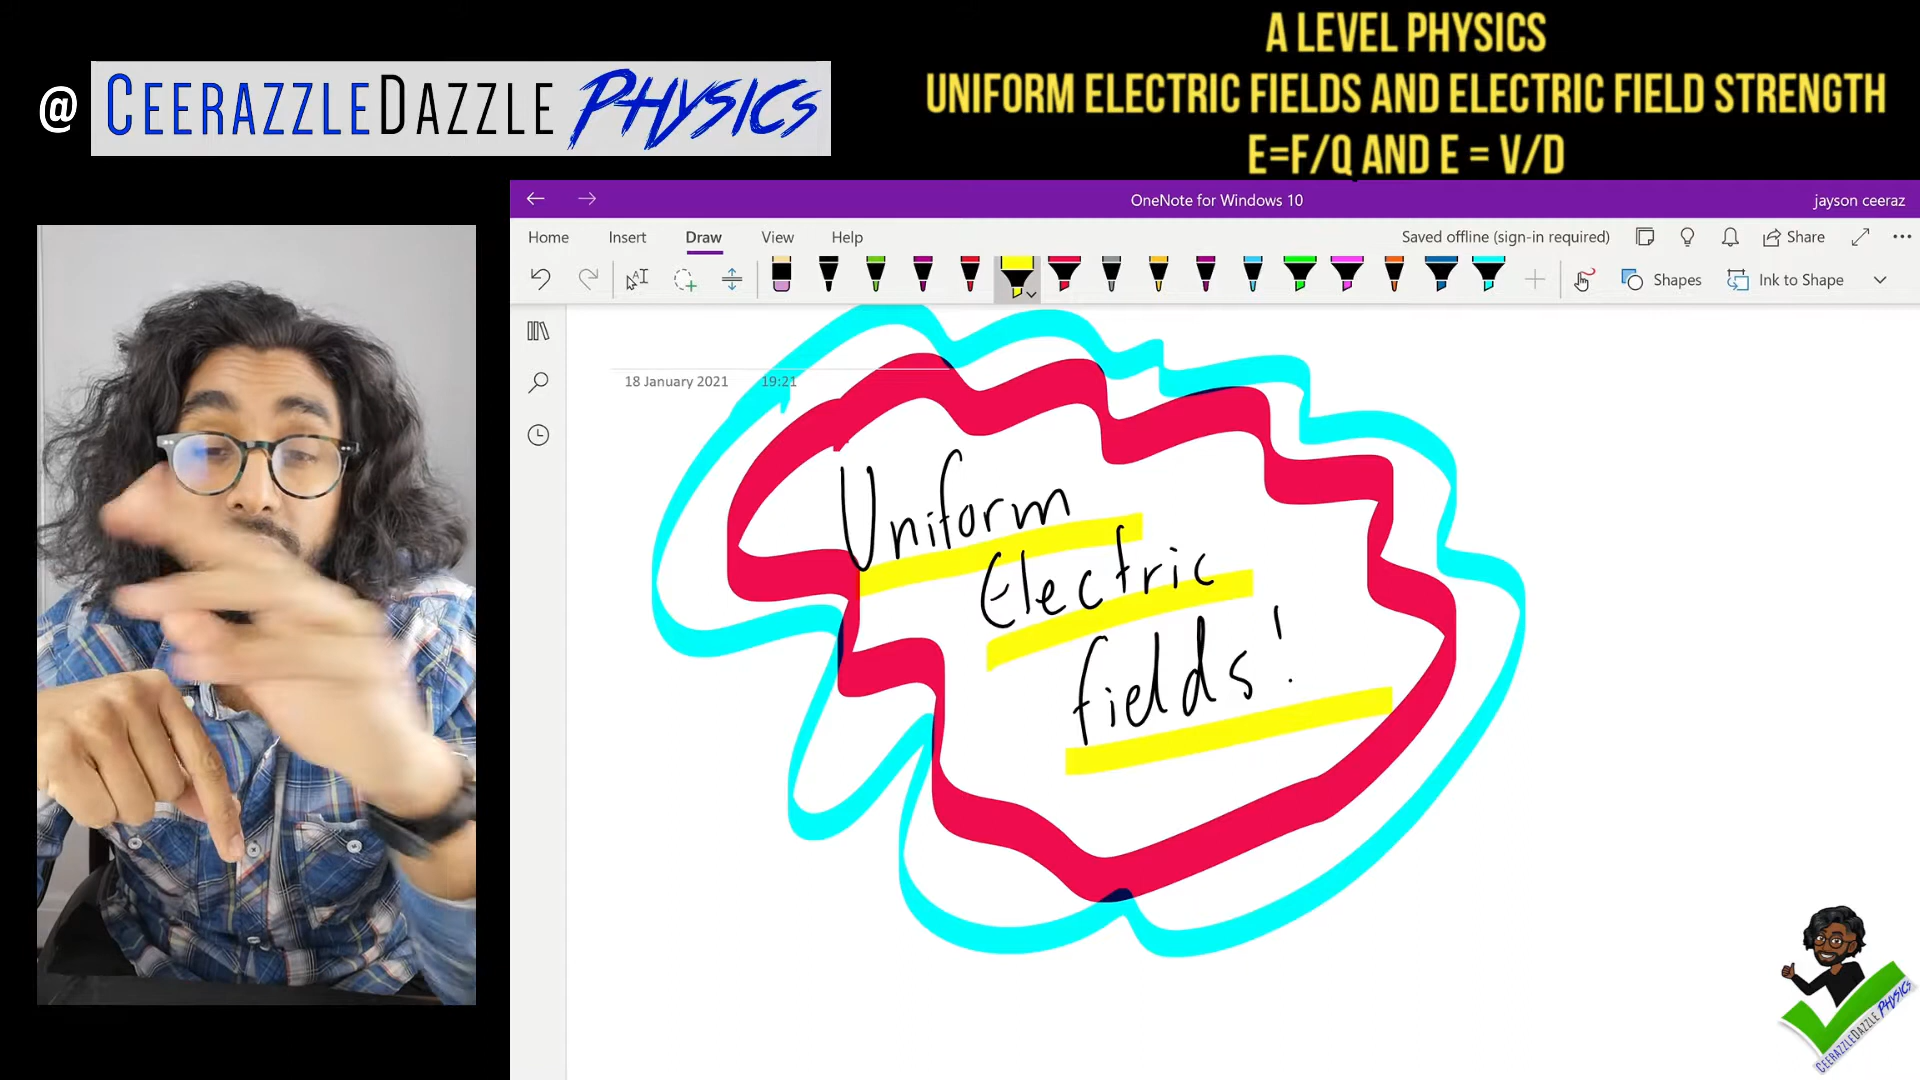 A LEVEL PHYSICS
UNIFORM ELECTRIC FIELDS AND ELECTRIC FIELD STRENGTH
E=F/Q AND E = V/D
@ CEERAZZLEDAZZLE PHYSICS
OneNote for Windows 10
jayson ceeraz
Home Insert Draw View Help
Saved offline (sign-in required)
Share
Shapes
Ink to Shape
18 January 2021 19:21
Uniform
Electric
fields!
CEERAZZLEDAZZLE PHYSICS